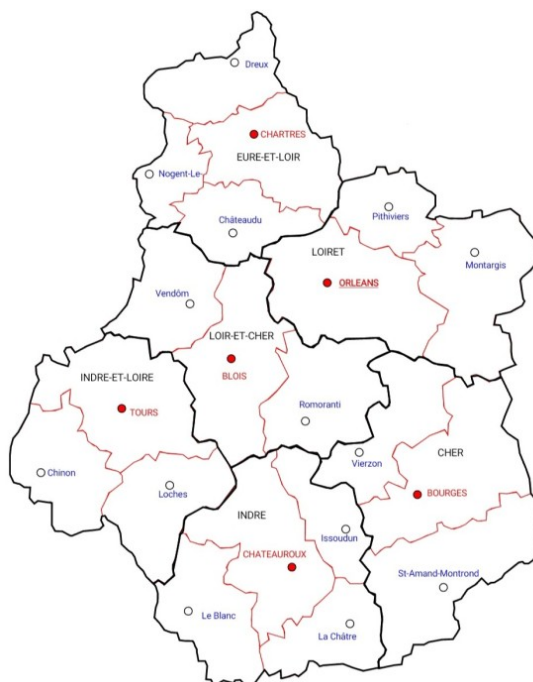 Dreux
CHARTRES
EURE-ET-LOIR
Nogent-Le
Châteaudu
Pithiviers
LOIRET
Montargis
ORLEANS
Vendôm
LOIR-ET-CHER
BLOIS
INDRE-ET-LOIRE
TOURS
Romoranti
Vierzon
CHER
Chinon
Loches
BOURGES
INDRE
Issoudun
CHATEAUROUX
St-Amand-Montrond
Le Blanc
La Châtre